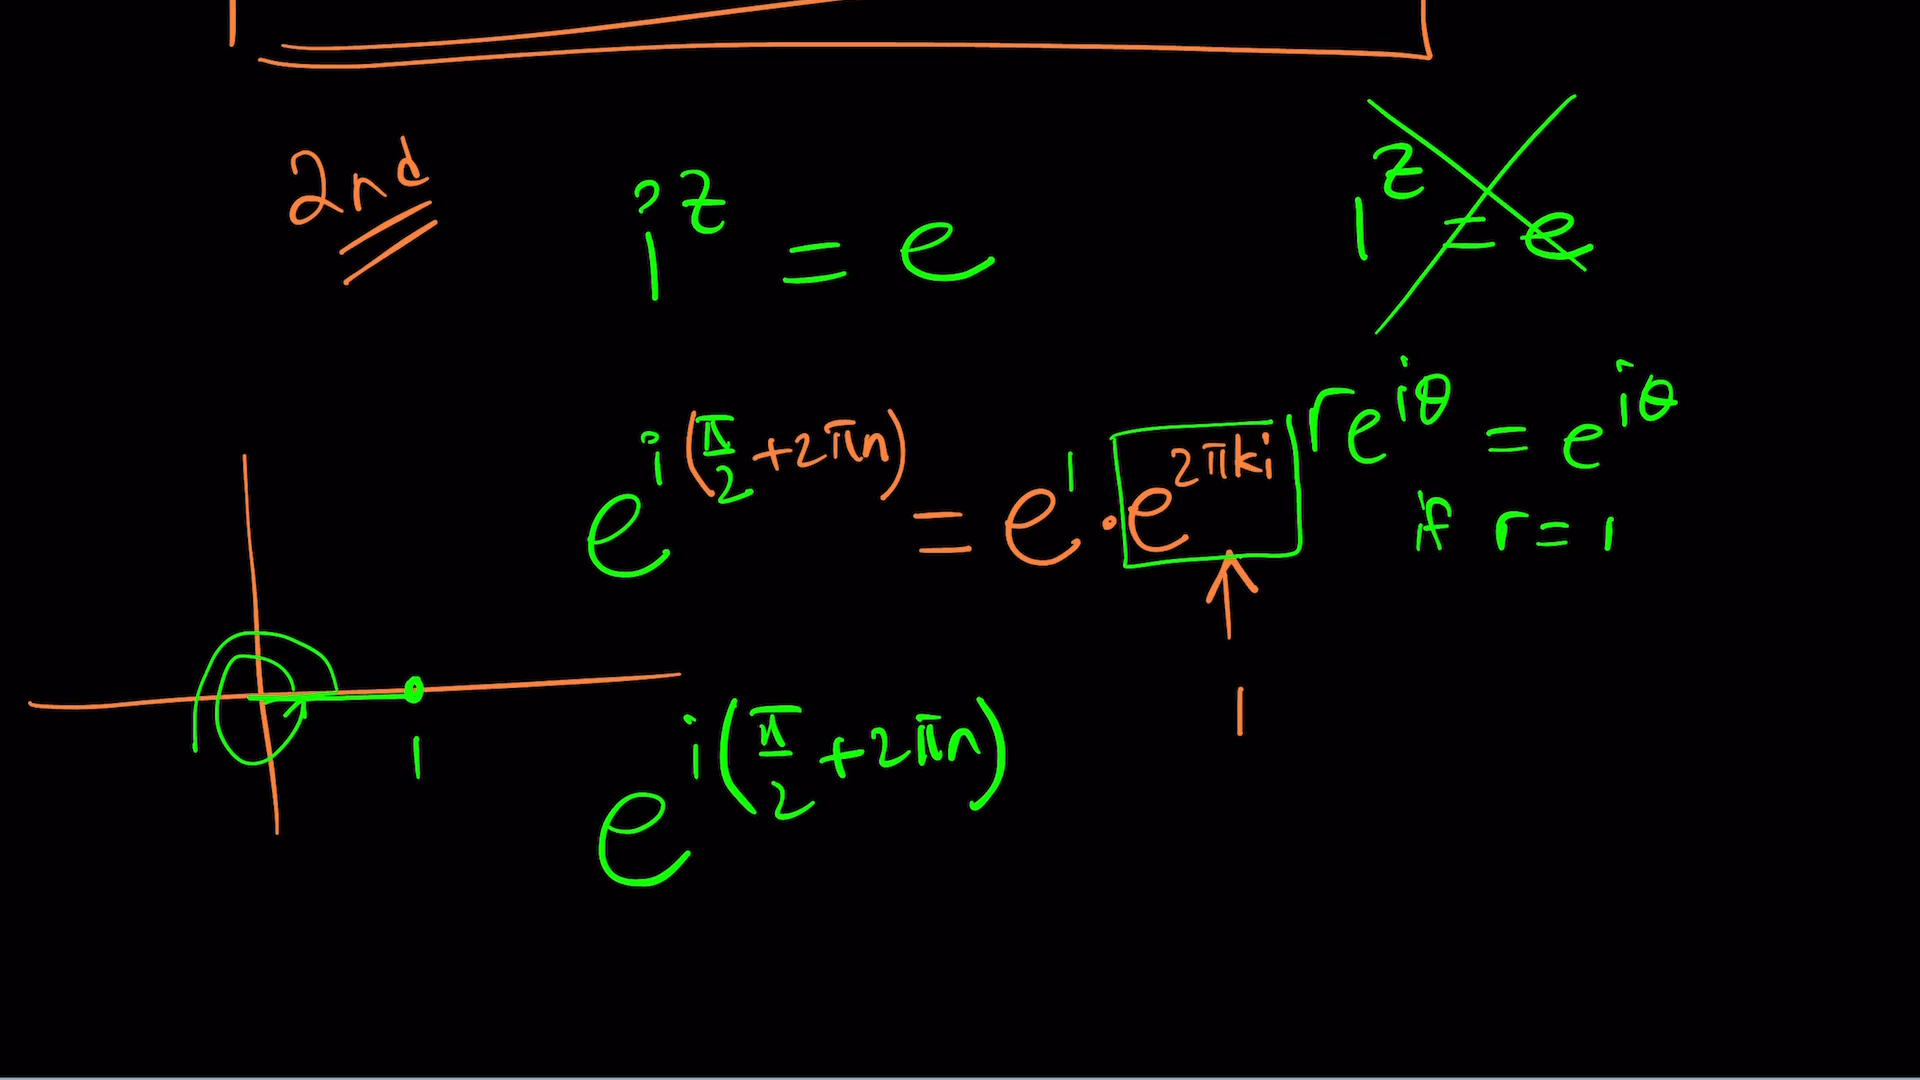 2nd
i^z = e
1^z = e
re^{iθ} = e^{iθ}
if r = 1
e^{i(π/2 + 2πn)} = e^1 · e^{2πki}
1
1
e^{i(π/2 + 2πn)}